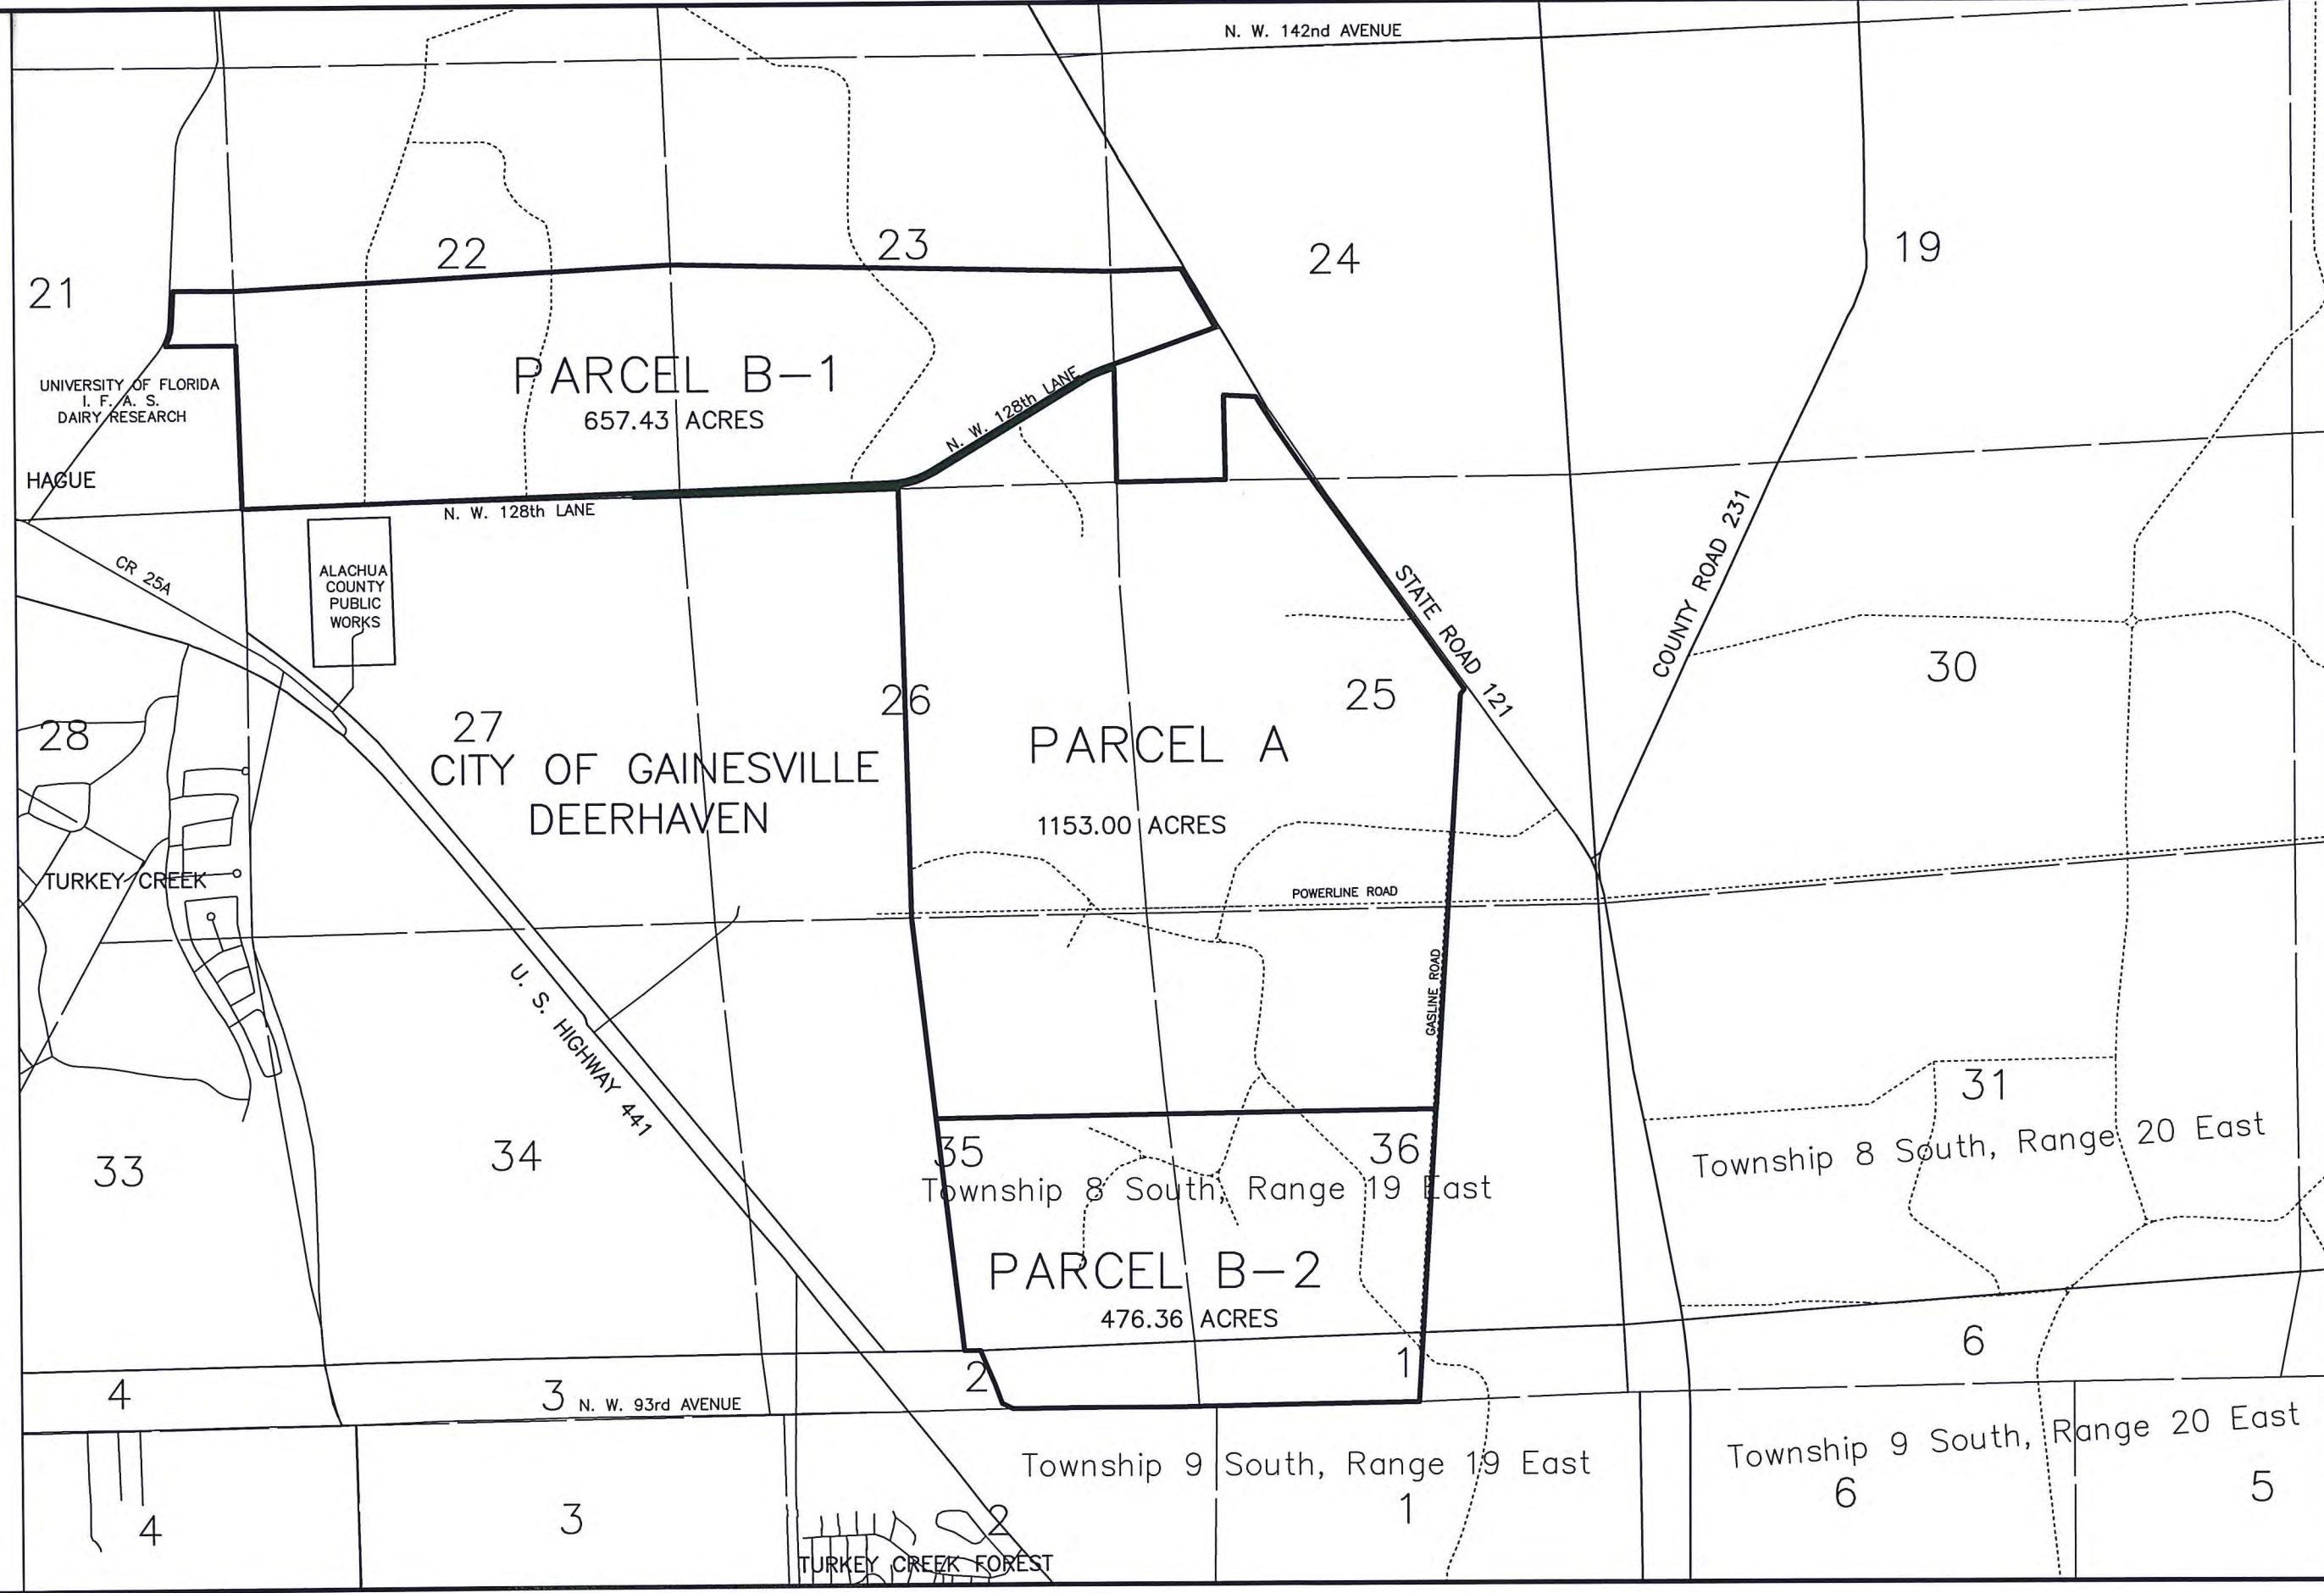 N. W. 142nd AVENUE
22
23
24
19
21
PARCEL B-1
657.43 ACRES
UNIVERSITY OF FLORIDA
I. F. A. S.
DAIRY RESEARCH
N. W. 128th LANE
HAGUE
N. W. 128th LANE
CR 25A
ALACHUA
COUNTY
PUBLIC
WORKS
STATE ROAD 121
COUNTY ROAD 231
30
26
25
27
28
CITY OF GAINESVILLE
DEERHAVEN
PARCEL A
1153.00 ACRES
TURKEY CREEK
POWERLINE ROAD
GASLINE ROAD
U. S. HIGHWAY 441
31
33
34
35
36
Township 8 South, Range 19 East
Township 8 South, Range 20 East
PARCEL B-2
476.36 ACRES
6
4
3
N. W. 93rd AVENUE
2
1
Township 9 South, Range 19 East
Township 9 South, Range 20 East
4
3
2
1
6
5
TURKEY CREEK FOREST